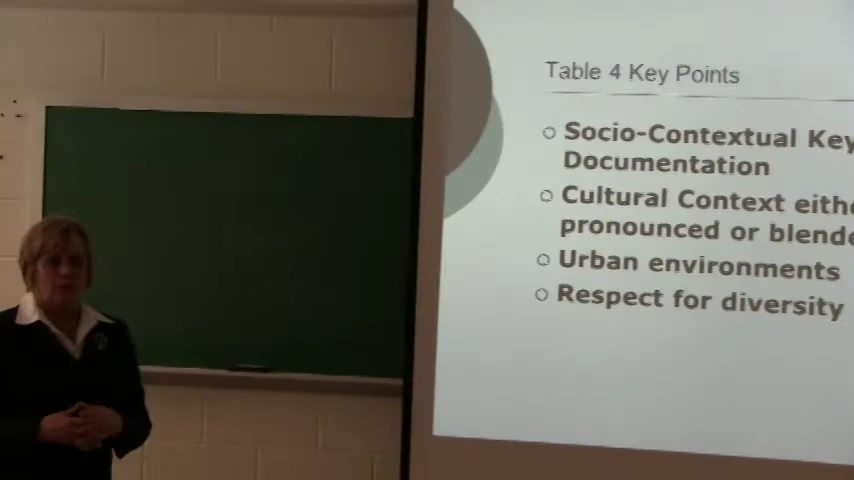 Table 4 Key Points
Socio-Contextual Key
Documentation
Cultural Context
pronounced or
Urban environments
Respect for diversity